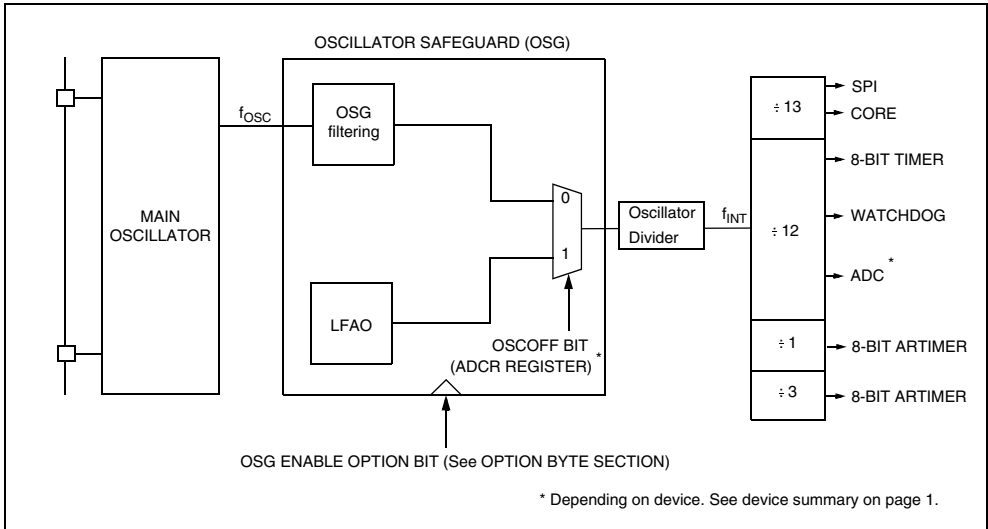 OSCILLATOR SAFEGUARD (OSG)
MAIN
OSCILLATOR
fOSC
OSG
filtering
LFAO
0
1
OSCOFF BIT
(ADCR REGISTER) *
Oscillator
Divider
fINT
÷ 13
÷ 12
÷ 1
÷ 3
SPI
CORE
8-BIT TIMER
WATCHDOG
ADC *
8-BIT ARTIMER
8-BIT ARTIMER
OSG ENABLE OPTION BIT (See OPTION BYTE SECTION)
* Depending on device. See device summary on page 1.